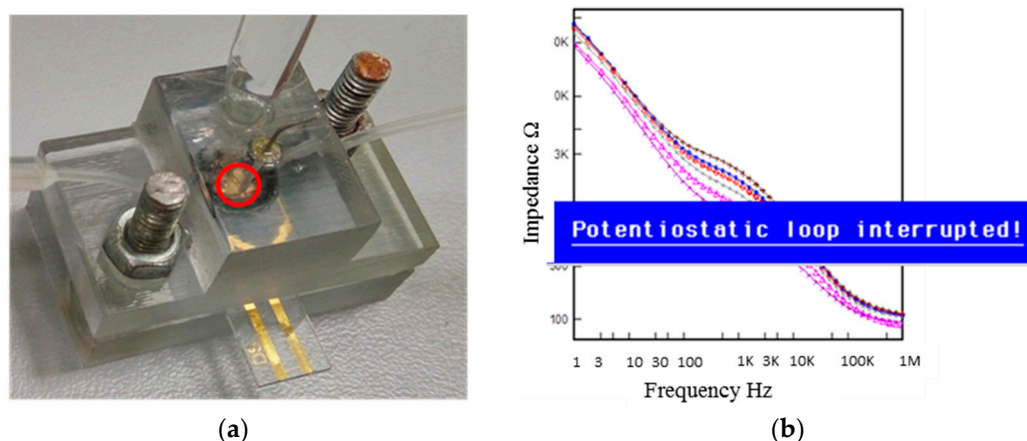 0K
0K
3K
Impedance Ω
Potentiostatic loop interrupted!
300
100
1 3 10 30 100 1K 3K 10K 100K 1M
Frequency Hz
(a) (b)